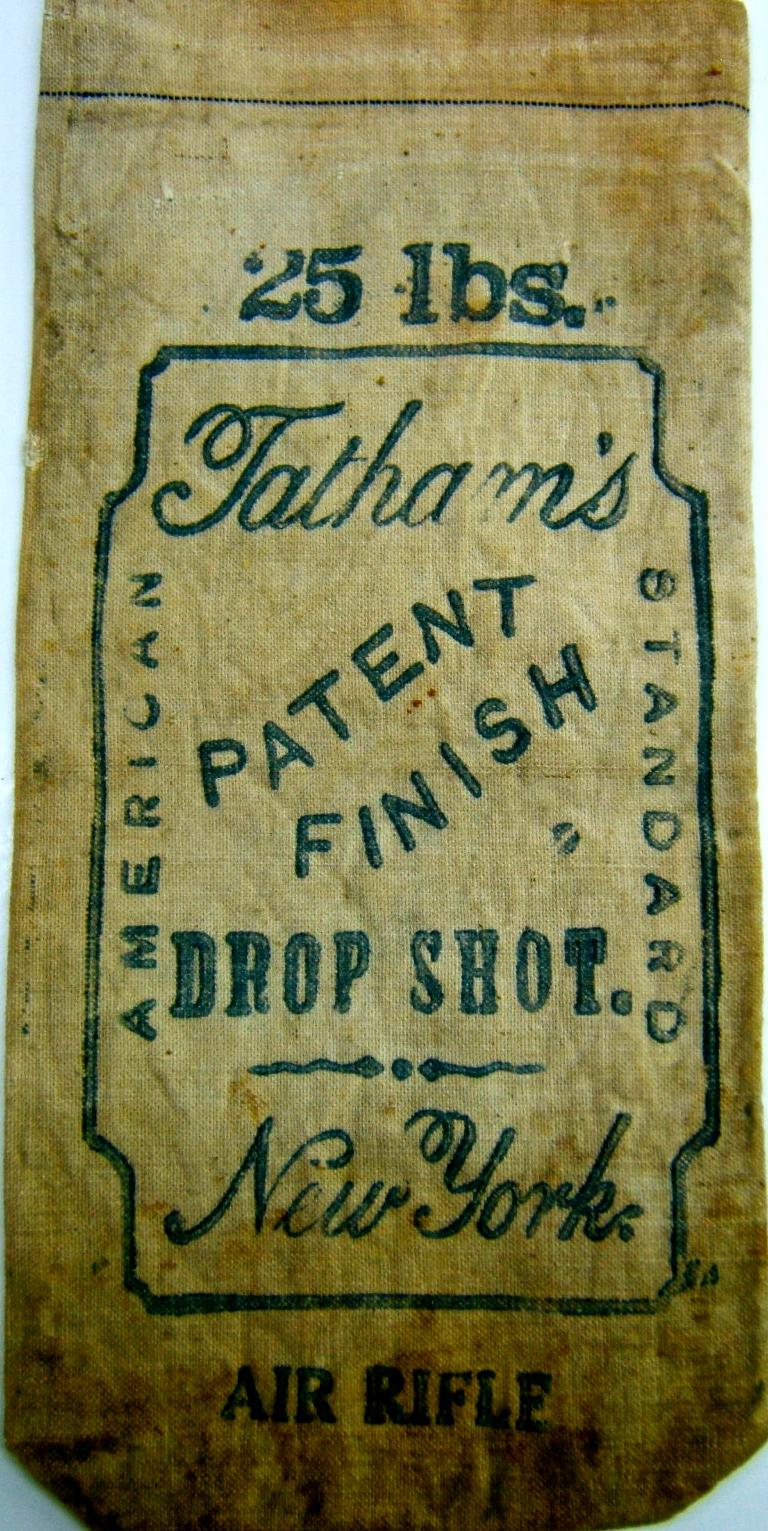 25 lbs.
Tatham's
AMERICAN
STANDARD
PATENT
FINISH
DROP SHOT.
New York.
AIR RIFLE